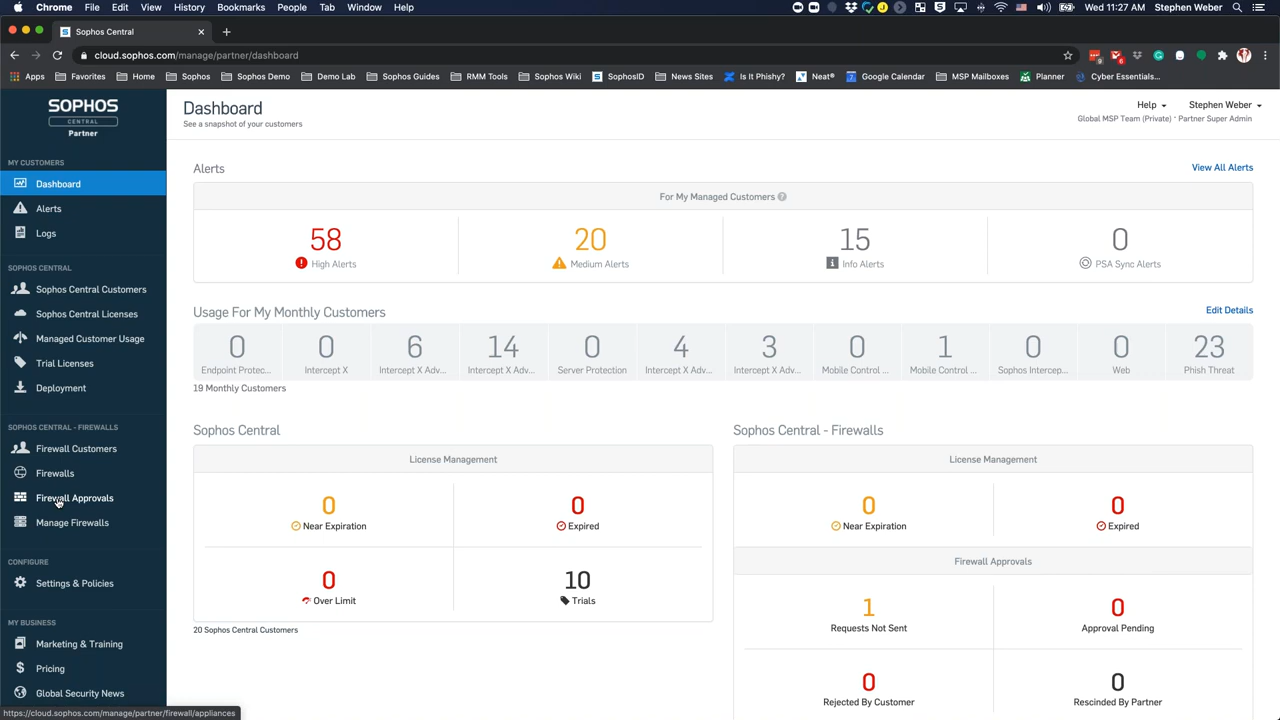 Chrome File Edit View History Bookmarks People Tab Window Help
Wed 11:27 AM Stephen Weber
Sophos Central
cloud.sophos.com/manage/partner/dashboard
Apps Favorites Home Sophos Sophos Demo Demo Lab Sophos Guides RMM Tools Sophos Wiki SophosID News Sites Is It Phishy? Neat® Google Calendar MSP Mailboxes Planner Cyber Essentials...
SOPHOS
CENTRAL
Partner
Dashboard
See a snapshot of your customers
Help Stephen Weber
Global MSP Team (Private) · Partner Super Admin
MY CUSTOMERS
Dashboard
Alerts
Logs
SOPHOS CENTRAL
Sophos Central Customers
Sophos Central Licenses
Managed Customer Usage
Trial Licenses
Deployment
SOPHOS CENTRAL - FIREWALLS
Firewall Customers
Firewalls
Firewall Approvals
Manage Firewalls
CONFIGURE
Settings & Policies
MY BUSINESS
Marketing & Training
Pricing
Global Security News
https://cloud.sophos.com/manage/partner/firewall/appliances
Alerts
View All Alerts
For My Managed Customers
58 20 15 0
High Alerts Medium Alerts Info Alerts PSA Sync Alerts
Usage For My Monthly Customers
Edit Details
0 0 6 14 0 4 3 0 1 0 0 23
Endpoint Protec... Intercept X Intercept X Adv... Intercept X Adv... Server Protection Intercept X Adv... Intercept X Adv... Mobile Control ... Mobile Control ... Sophos Intercep... Web Phish Threat
19 Monthly Customers
Sophos Central
License Management
0 0
Near Expiration Expired
0 10
Over Limit Trials
20 Sophos Central Customers
Sophos Central - Firewalls
License Management
0 0
Near Expiration Expired
Firewall Approvals
1 0
Requests Not Sent Approval Pending
0 0
Rejected By Customer Rescinded By Partner